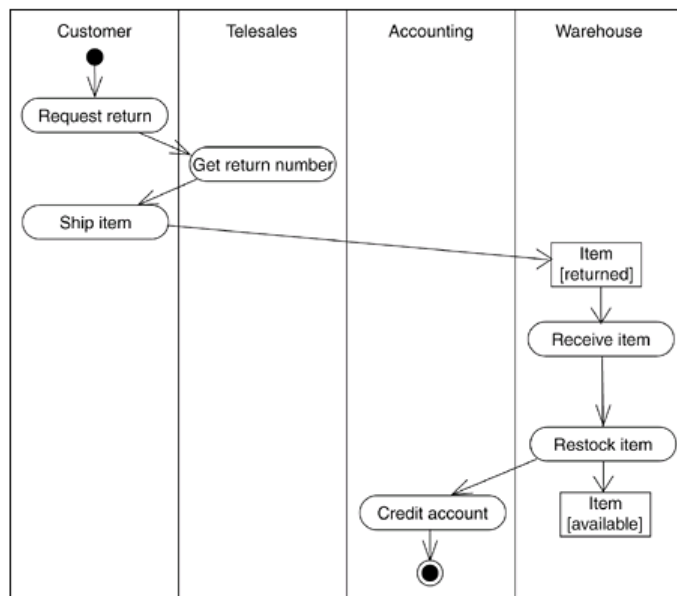 Customer
Telesales
Accounting
Warehouse
Request return
Get return number
Ship item
Item
[returned]
Receive item
Restock item
Credit account
Item
[available]